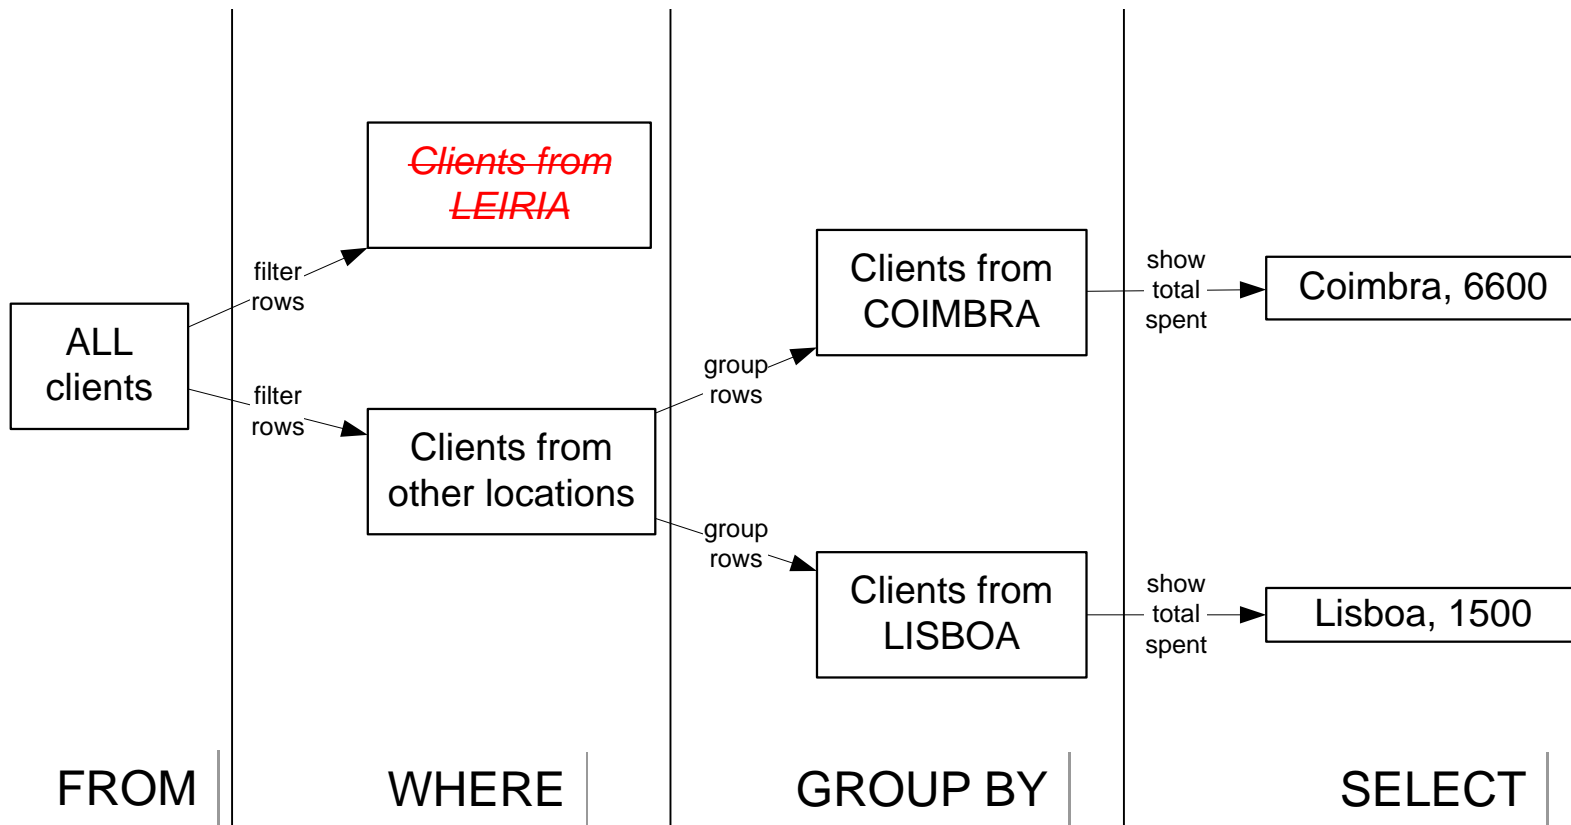 ALL
clients
filter
rows
filter
rows
Clients from
LEIRIA
Clients from
other locations
group
rows
group
rows
Clients from
COIMBRA
Clients from
LISBOA
show
total
spent
show
total
spent
Coimbra, 6600
Lisboa, 1500
FROM
WHERE
GROUP BY
SELECT